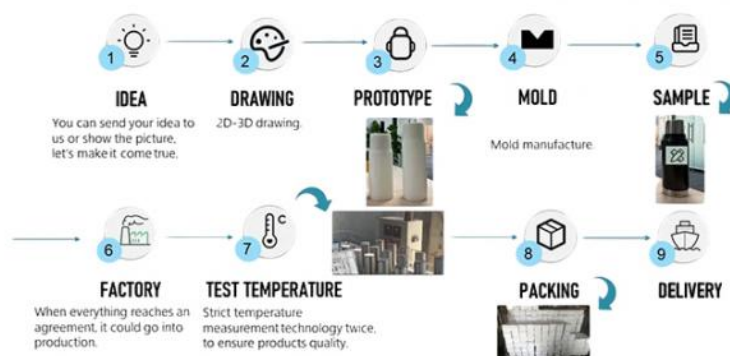 1
2
3
4
5
IDEA
DRAWING
PROTOTYPE
MOLD
SAMPLE
You can send your idea to
us or show the picture,
let's make it come true.
2D-3D drawing.
Mold manufacture.
6
7
C
8
9
FACTORY
TEST TEMPERATURE
PACKING
DELIVERY
When everything reaches an
agreement, it could go into
production.
Strict temperature
measurement technology twice,
to ensure products quality.